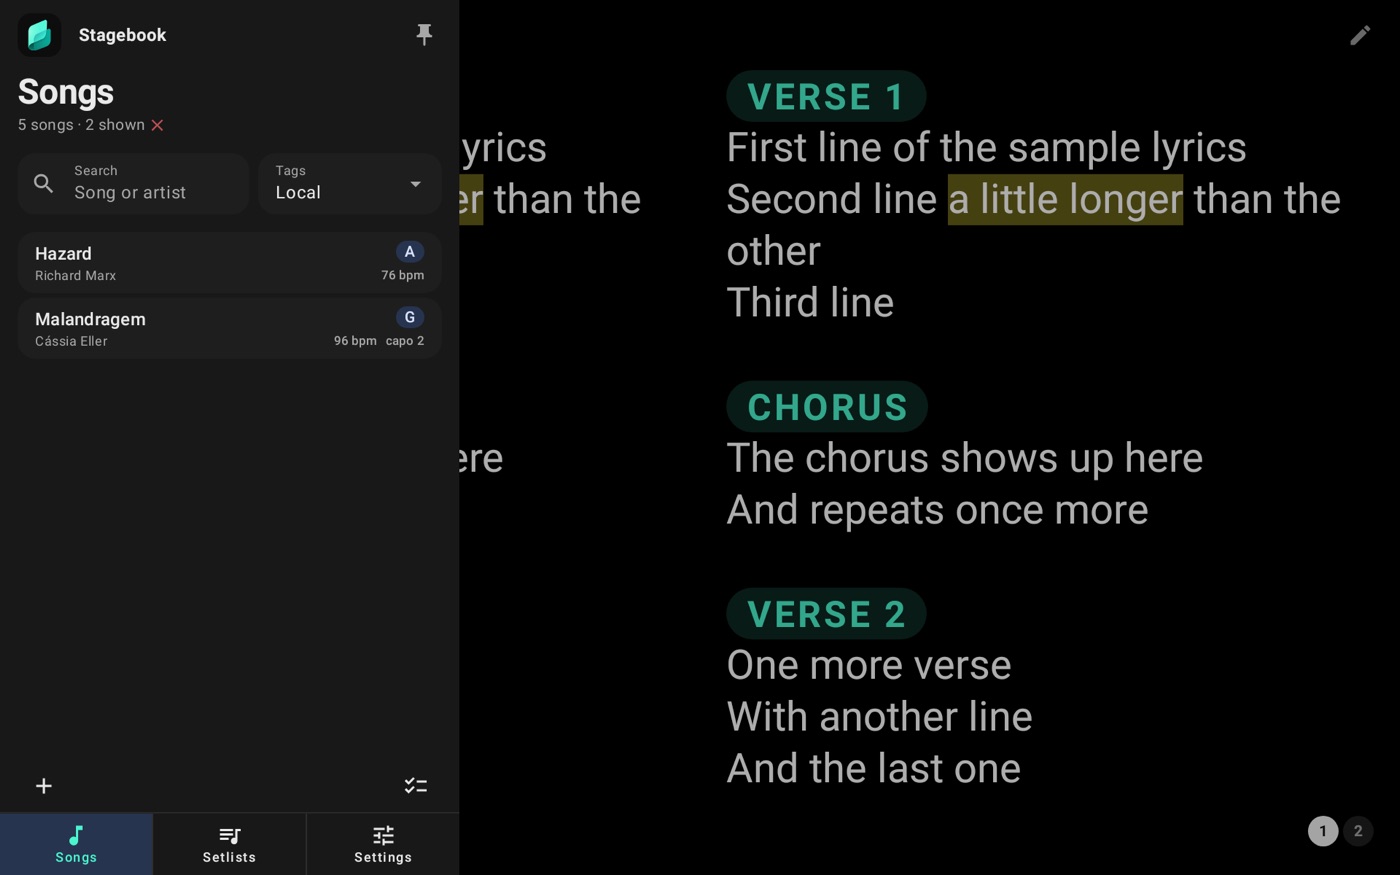 Stagebook
Songs
5 songs · 2 shown
Search
Song or artist
Tags
Local
Hazard
A
Richard Marx
76 bpm
Malandragem
G
Cássia Eller
96 bpm capo 2
Songs
Setlists
Settings
yrics
er than the
ere
VERSE 1
First line of the sample lyrics
Second line a little longer than the
other
Third line
CHORUS
The chorus shows up here
And repeats once more
VERSE 2
One more verse
With another line
And the last one
1 2